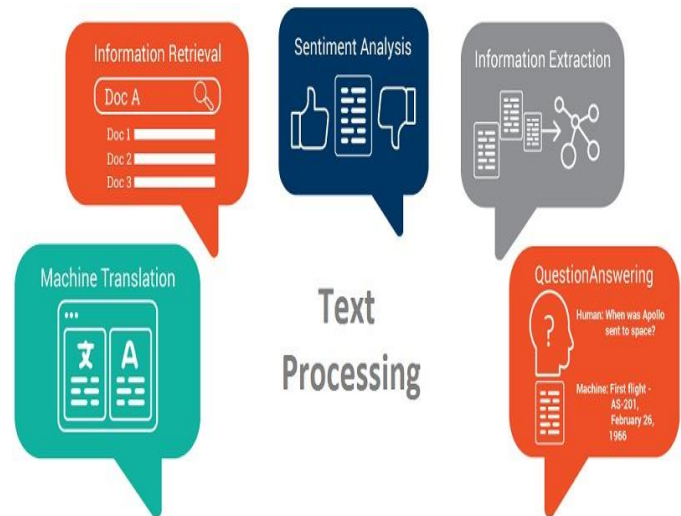 Information Retrieval
Doc A
Doc 1
Doc 2
Doc 3
Sentiment Analysis
Information Extraction
Machine Translation
文 A
Text
Processing
QuestionAnswering
?
Human: When was Apollo
sent to space?
Machine: First flight -
AS-201,
February 26,
1966